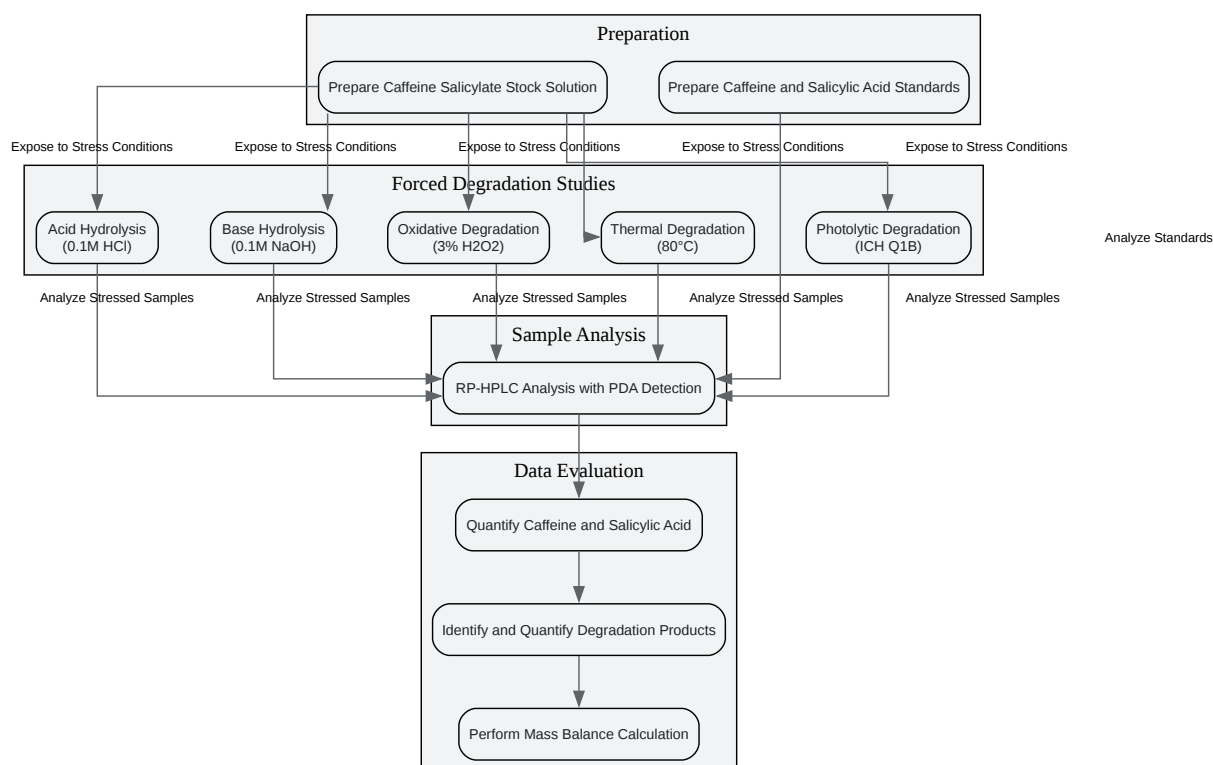 Preparation
Prepare Caffeine Salicylate Stock Solution
Prepare Caffeine and Salicylic Acid Standards
Expose to Stress Conditions
Expose to Stress Conditions
Expose to Stress Conditions
Expose to Stress Conditions
Expose to Stress Conditions
Forced Degradation Studies
Acid Hydrolysis
(0.1M HCl)
Base Hydrolysis
(0.1M NaOH)
Oxidative Degradation
(3% H2O2)
Thermal Degradation
(80°C)
Photolytic Degradation
(ICH Q1B)
Analyze Standards
Analyze Stressed Samples
Analyze Stressed Samples
Analyze Stressed Samples
Analyze Stressed Samples
Analyze Stressed Samples
Sample Analysis
RP-HPLC Analysis with PDA Detection
Data Evaluation
Quantify Caffeine and Salicylic Acid
Identify and Quantify Degradation Products
Perform Mass Balance Calculation